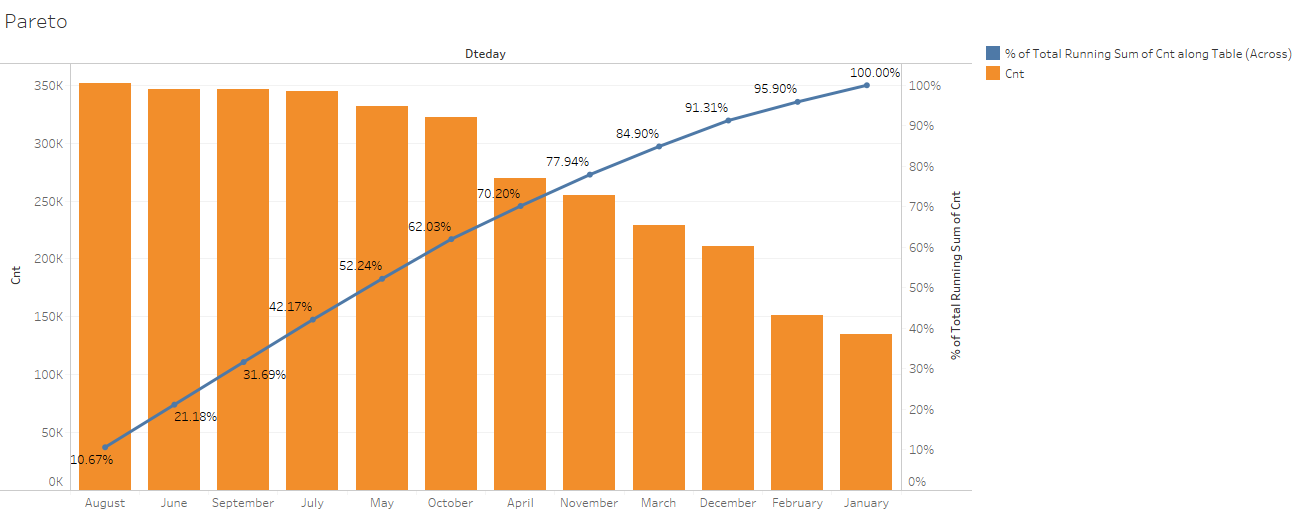 Pareto
Dteday
% of Total Running Sum of Cnt along Table (Across)
Cnt
350K
300K
250K
200K
150K
100K
50K
0K
Cnt
10.67%
21.18%
31.69%
42.17%
52.24%
62.03%
70.20%
77.94%
84.90%
91.31%
95.90%
100.00%
100%
90%
80%
70%
60%
50%
40%
30%
20%
10%
0%
% of Total Running Sum of Cnt
August June September July May October April November March December February January